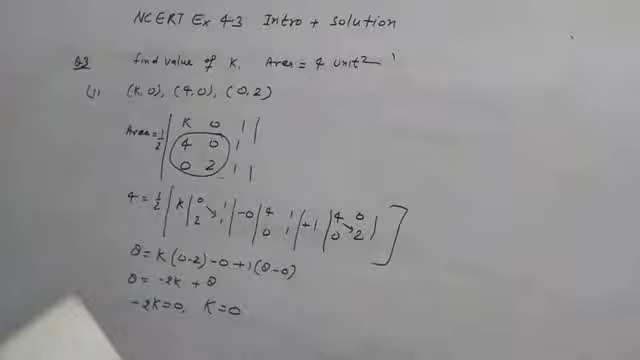 NCERT Ex 4.3 Intro + solution
Q3 find value of K. Area = 4 unit²
(1) (K, 0), (4, 0), (0, 2)
Area = 1/2 | K 0 1 |
4 0 1
0 2 1 |
4 = 1/2 | K | 0 1 | - 0 | 4 1 | + 1 | 4 0 | ]
2 1 0 1 0 2
8 = K (0-2) - 0 + 1 (8-0)
8 = -2K + 8
-2K = 0, K = 0